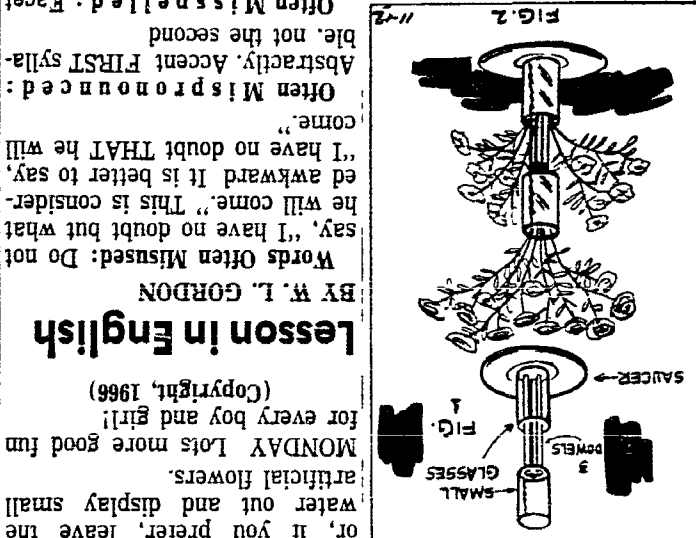 or, if you prefer, leave the
water out and display small
artificial flowers.
MONDAY Lots more good fun
for every boy and girl!
(Copyright, 1966)
Lesson in English
BY W. L. GORDON
Words Often Misused: Do not
say, "I have no doubt but what
he will come." This is consider-
ed awkward It is better to say,
"I have no doubt THAT he will
come."
Often Mispronounced:
Abstractly. Accent FIRST sylla-
ble. not the second
Often Misspelled: Facet
SMALL
GLASSES
3
DOWELS
FIG.
1
SAUCER
FIG. 2
11-12